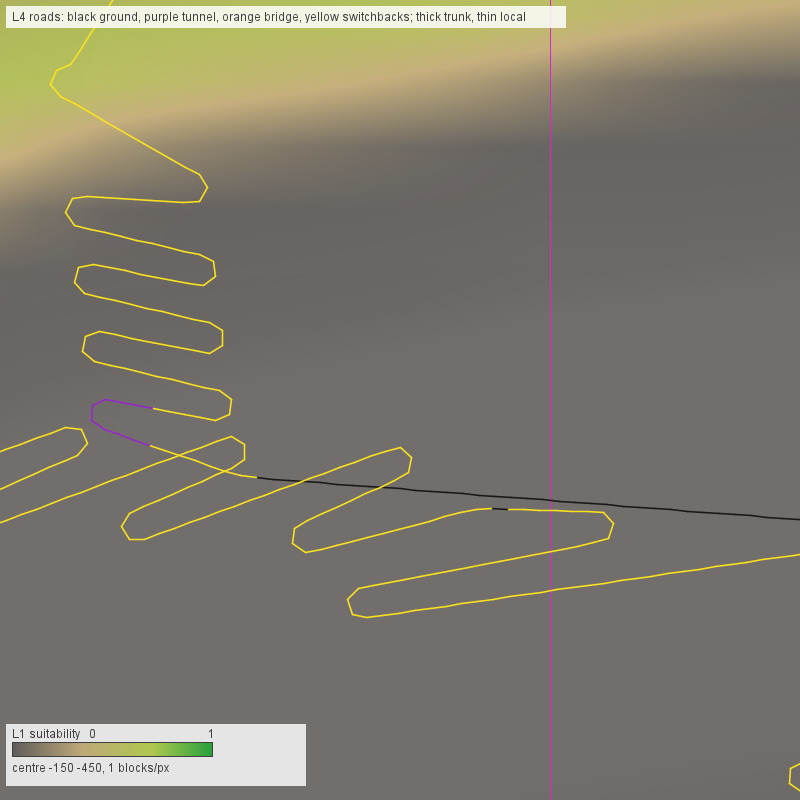 L4 roads: black ground, purple tunnel, orange bridge, yellow switchbacks; thick trunk, thin local
L1 suitability 0 1
centre -150 -450, 1 blocks/px